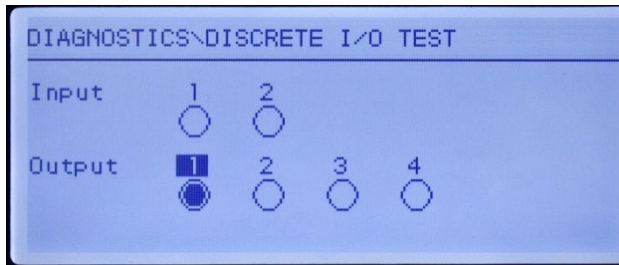 DIAGNOSTICS\DISCRETE I/O TEST
Input 1 2
Output 1 2 3 4